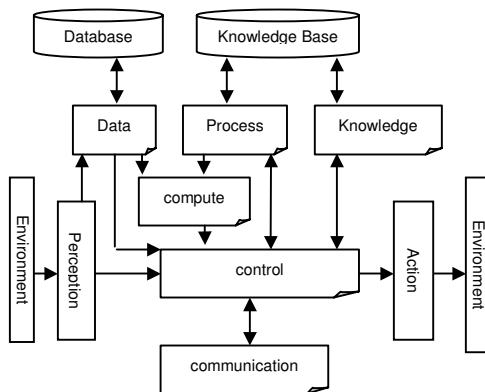 Database
Knowledge Base
Data
Process
Knowledge
compute
Environment
Perception
control
Action
Environment
communication